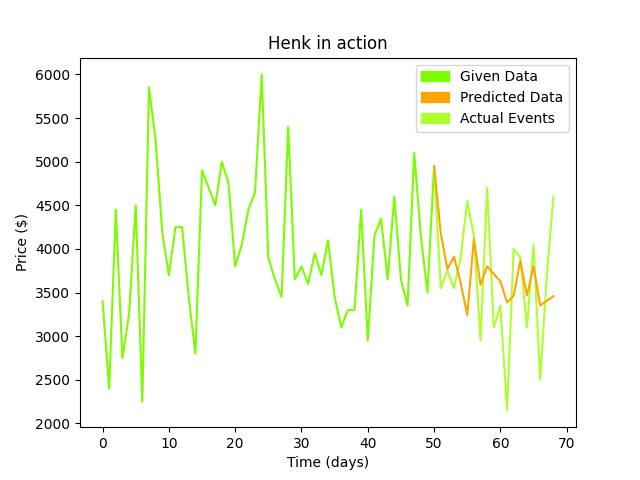 Henk in action
Given Data
Predicted Data
Actual Events
6000
5500
5000
4500
4000
3500
3000
2500
2000
Price ($)
0 10 20 30 40 50 60 70
Time (days)